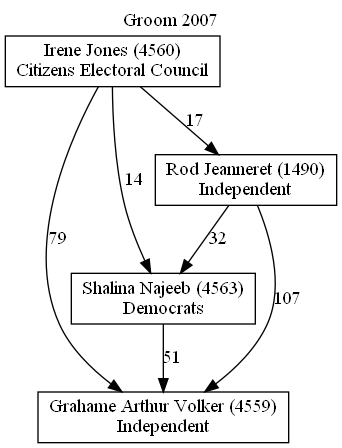 Groom 2007
Irene Jones (4560)
Citizens Electoral Council
17
Rod Jeanneret (1490)
Independent
14
79
32
Shalina Najeeb (4563)
Democrats
107
51
Grahame Arthur Volker (4559)
Independent